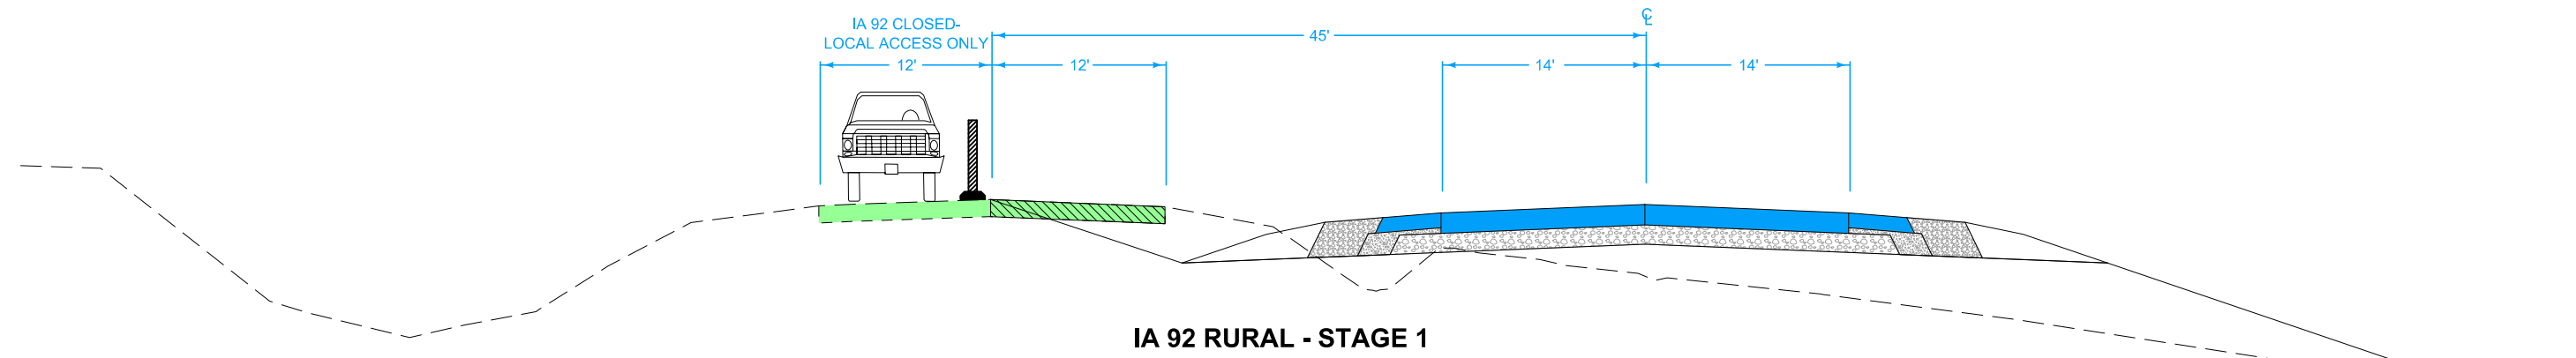 IA 92 CLOSED-
LOCAL ACCESS ONLY
℄
45'
12'
12'
14'
14'
IA 92 RURAL - STAGE 1